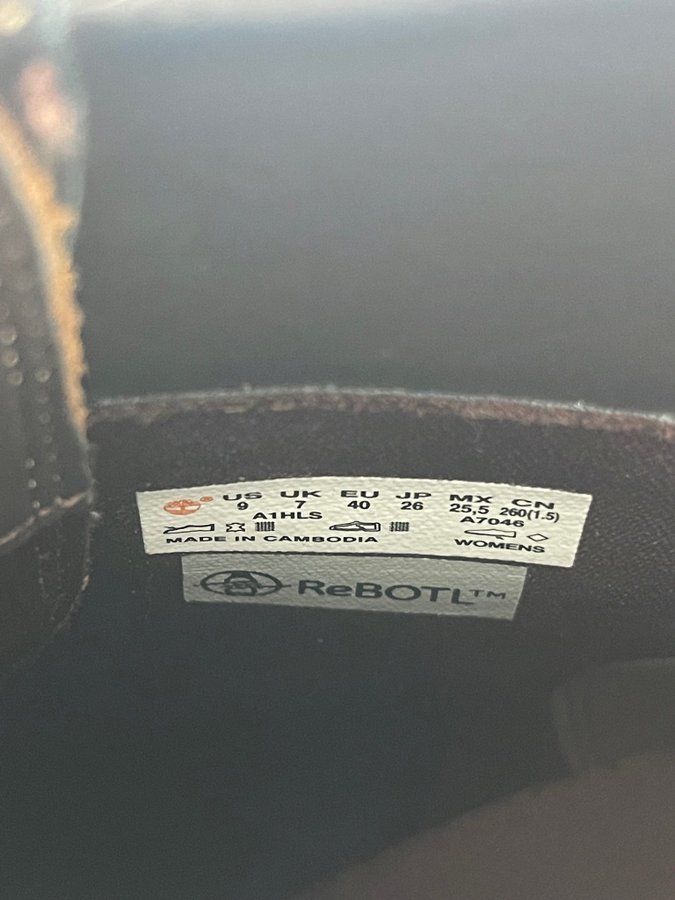 US UK EU JP MX CN
9 7 40 26 25,5 260(1.5)
A1HLS A7046
MADE IN CAMBODIA WOMENS
ReBOTL™